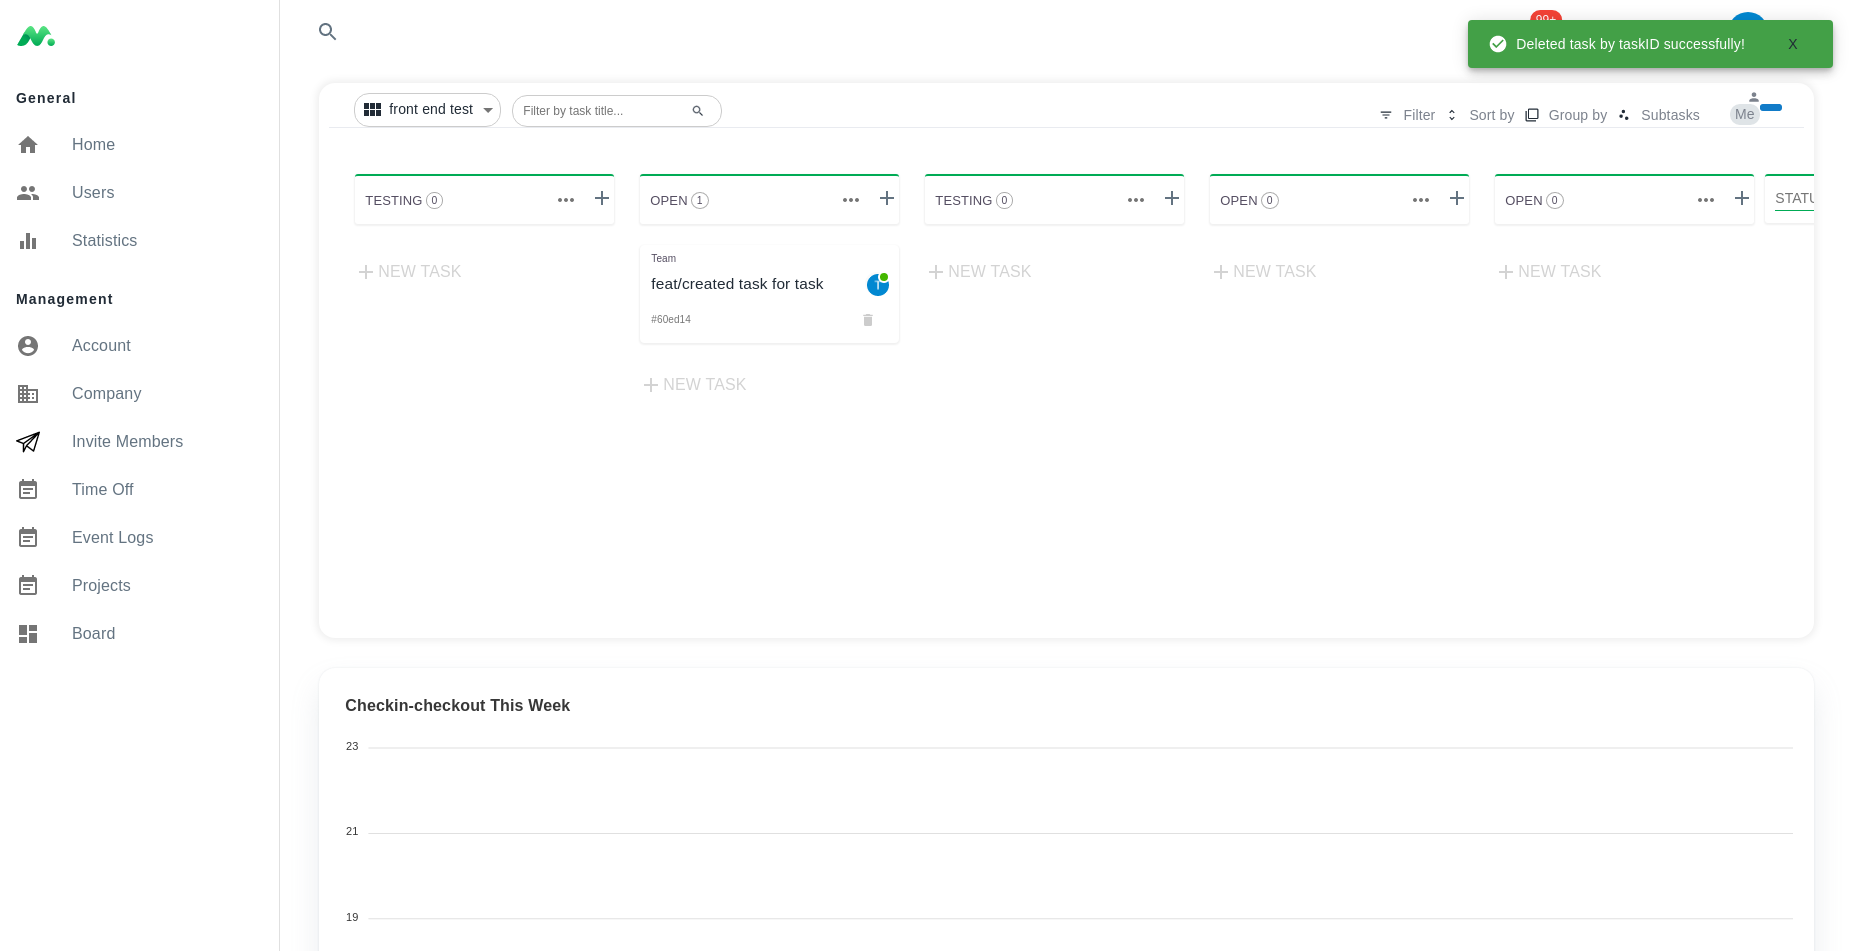 General
Home
Users
Statistics
Management
Account
Company
Invite Members
Time Off
Event Logs
Projects
Board
Deleted task by taskID successfully! X
front end test
Filter by task title...
Filter Sort by Group by Subtasks Me
TESTING 0
OPEN 1
TESTING 0
OPEN 0
OPEN 0
NEW TASK
Team
feat/created task for task
T
#60ed14
NEW TASK
NEW TASK
NEW TASK
NEW TASK
Checkin-checkout This Week
23
21
19